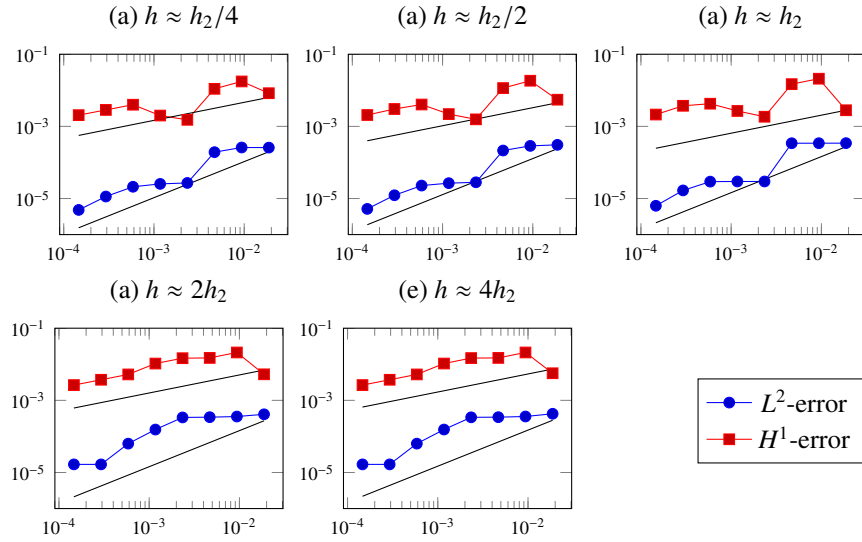 (a) h ≈ h₂/4
(a) h ≈ h₂/2
(a) h ≈ h₂
10⁻¹
10⁻³
10⁻⁵
10⁻⁴ 10⁻³ 10⁻²
10⁻¹
10⁻³
10⁻⁵
10⁻⁴ 10⁻³ 10⁻²
10⁻¹
10⁻³
10⁻⁵
10⁻⁴ 10⁻³ 10⁻²
(a) h ≈ 2h₂
(e) h ≈ 4h₂
10⁻¹
10⁻³
10⁻⁵
10⁻⁴ 10⁻³ 10⁻²
10⁻¹
10⁻³
10⁻⁵
10⁻⁴ 10⁻³ 10⁻²
L²-error
H¹-error